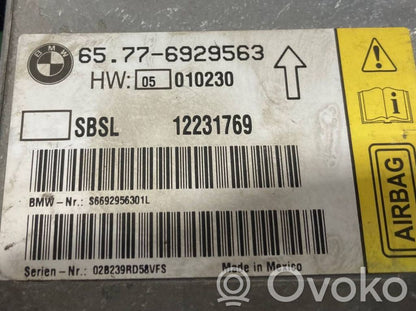 BMW
65.77-6929563
HW: 05 010230
SBSL 12231769
BMW-Nr.: S6692956301L
Serien-Nr.: 028239RD58VFS
Made in Mexico
i
AIRBAG
Ovoko